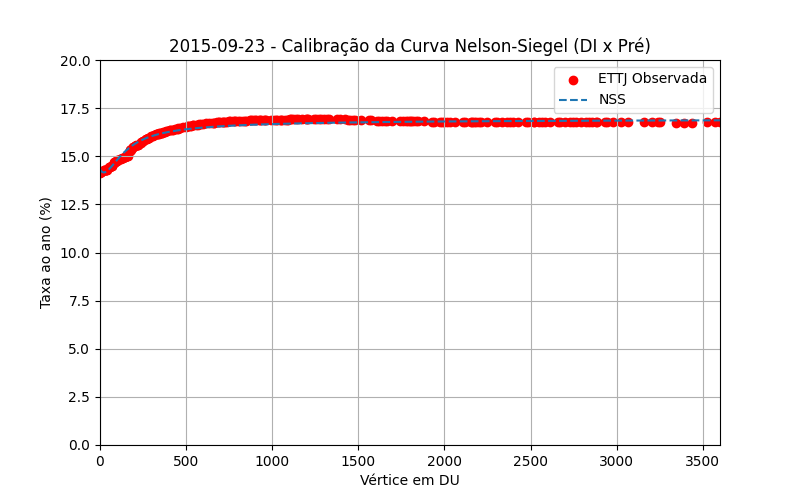 2015-09-23 - Calibração da Curva Nelson-Siegel (DI x Pré)
ETTJ Observada
NSS
Taxa ao ano (%)
20.0
17.5
15.0
12.5
10.0
7.5
5.0
2.5
0.0
0 500 1000 1500 2000 2500 3000 3500
Vértice em DU